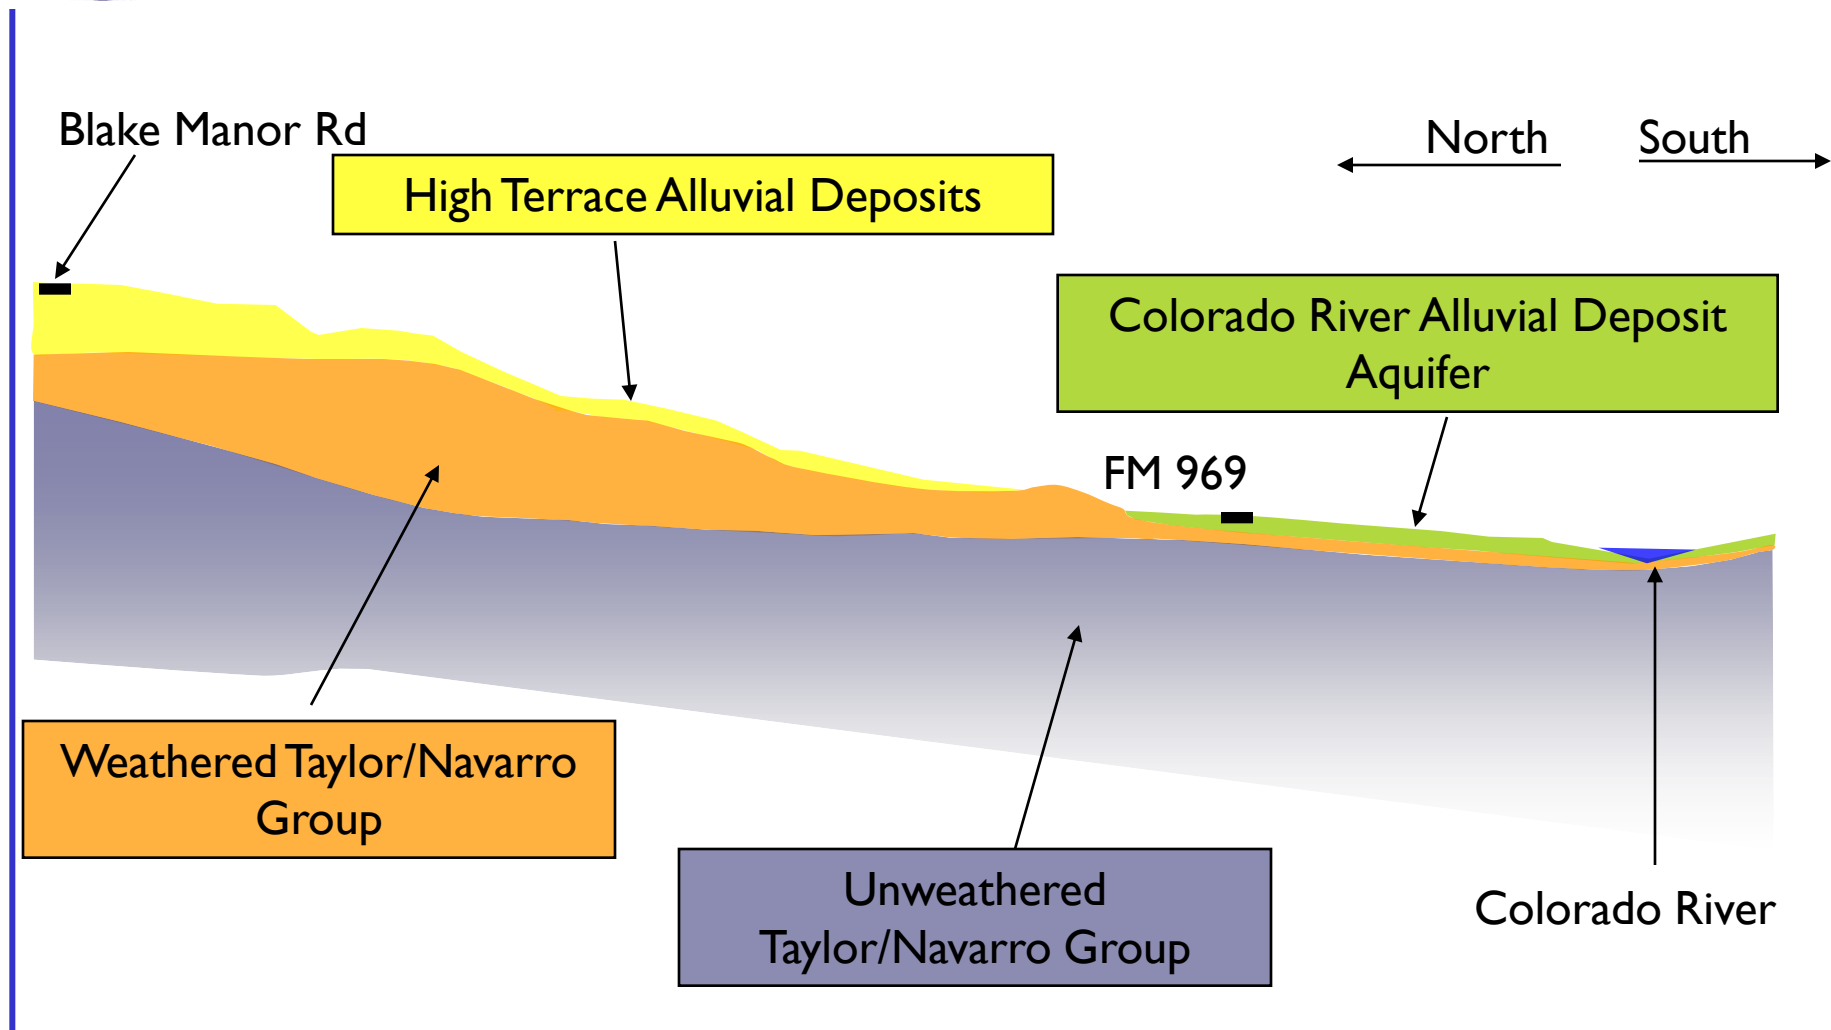 Blake Manor Rd
North
South
High Terrace Alluvial Deposits
Colorado River Alluvial Deposit
Aquifer
FM 969
Weathered Taylor/Navarro
Group
Unweathered
Taylor/Navarro Group
Colorado River